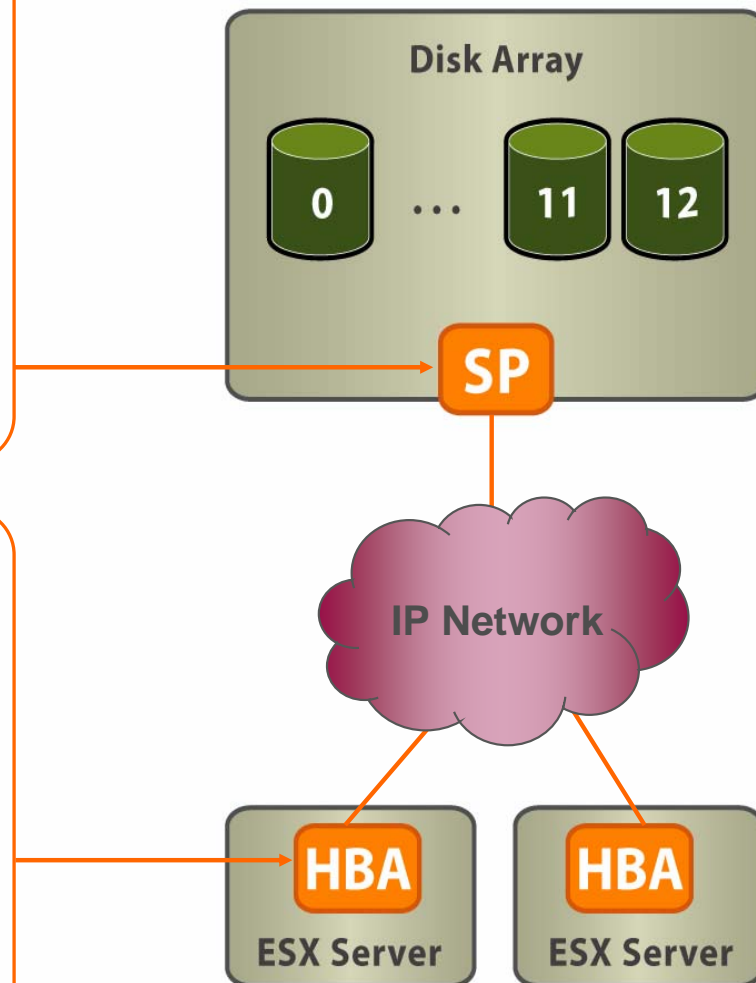 Disk Array
0 ... 11 12
SP
IP Network
HBA HBA
ESX Server ESX Server